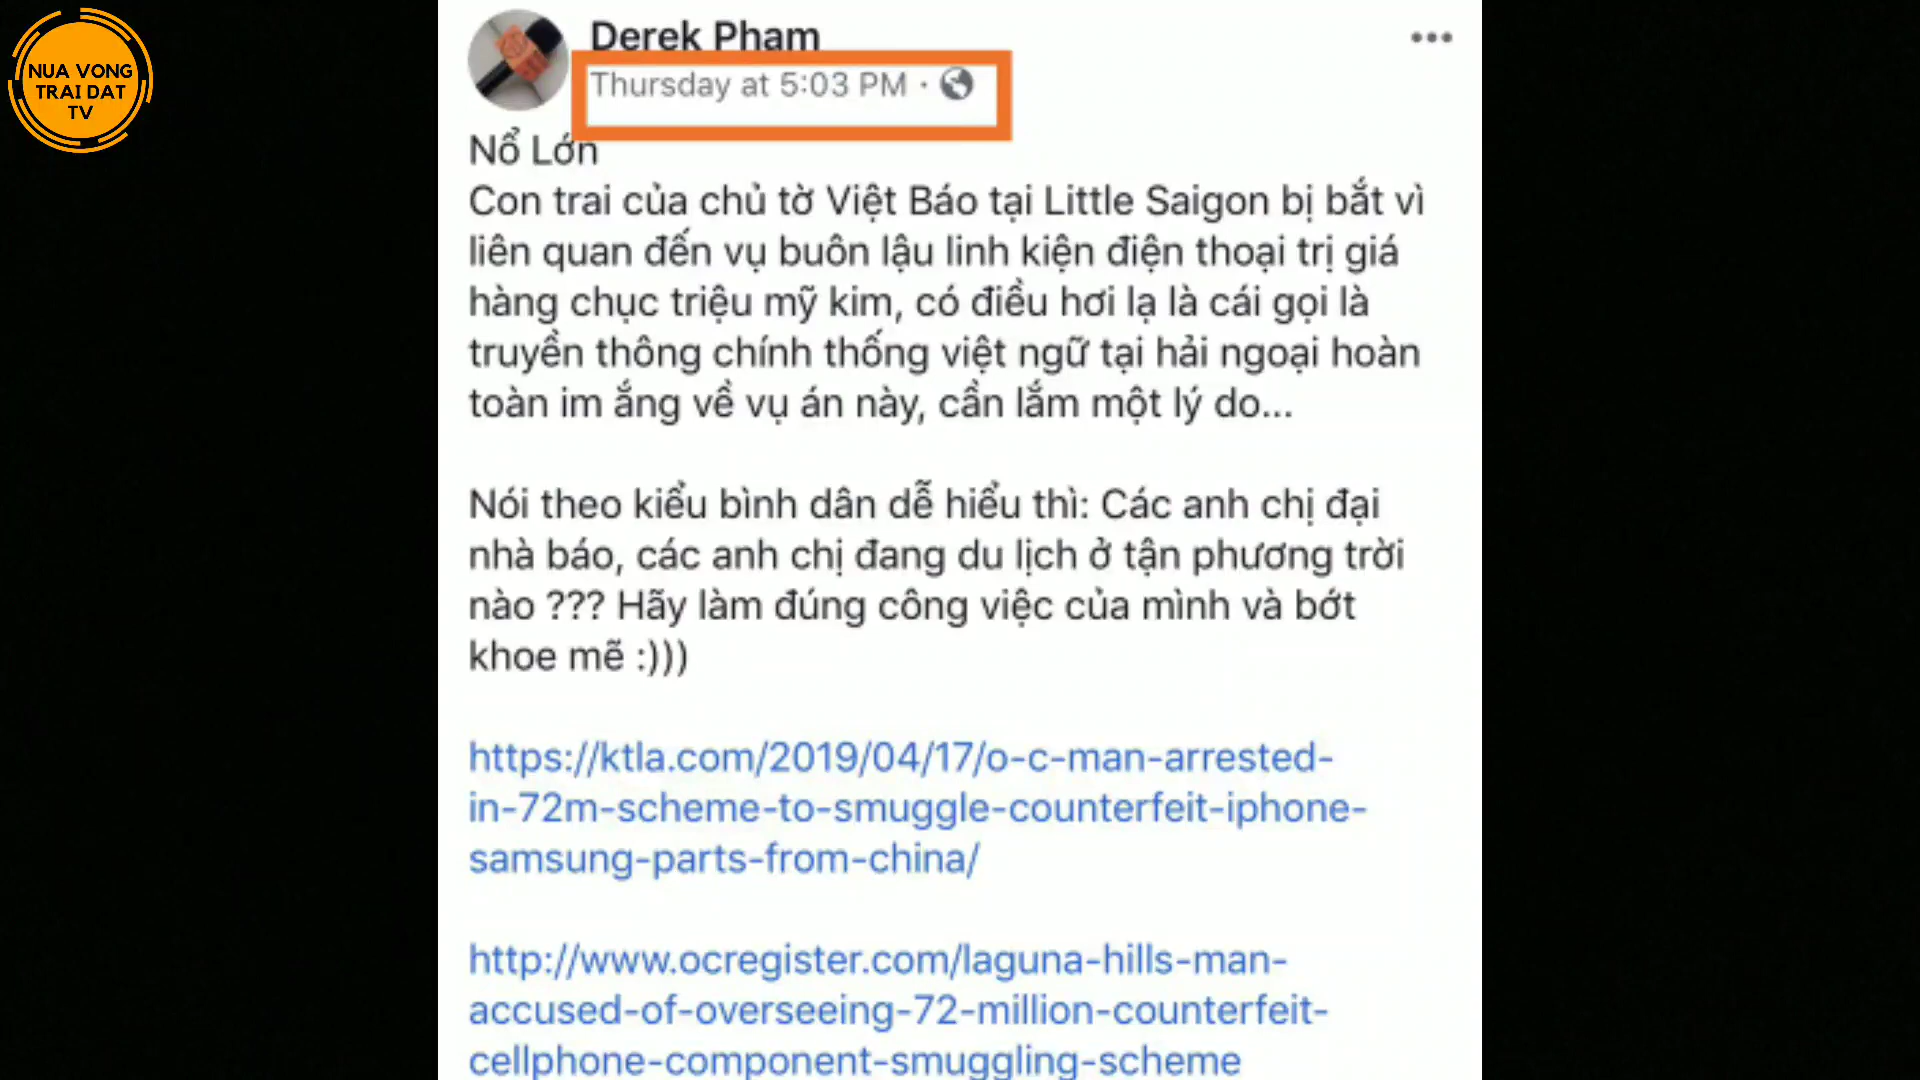 NUA VONG
TRAI DAT
TV
Derek Pham
Thursday at 5:03 PM ·
Nổ Lớn
Con trai của chủ tờ Việt Báo tại Little Saigon bị bắt vì
liên quan đến vụ buôn lậu linh kiện điện thoại trị giá
hàng chục triệu mỹ kim, có điều hơi lạ là cái gọi là
truyền thông chính thống việt ngữ tại hải ngoại hoàn
toàn im ắng về vụ án này, cần lắm một lý do...
Nói theo kiểu bình dân dễ hiểu thì: Các anh chị đại
nhà báo, các anh chị đang du lịch ở tận phương trời
nào ??? Hãy làm đúng công việc của mình và bớt
khoe mẽ :)))
https://ktla.com/2019/04/17/o-c-man-arrested-
in-72m-scheme-to-smuggle-counterfeit-iphone-
samsung-parts-from-china/
http://www.ocregister.com/laguna-hills-man-
accused-of-overseeing-72-million-counterfeit-
cellphone-component-smuggling-scheme